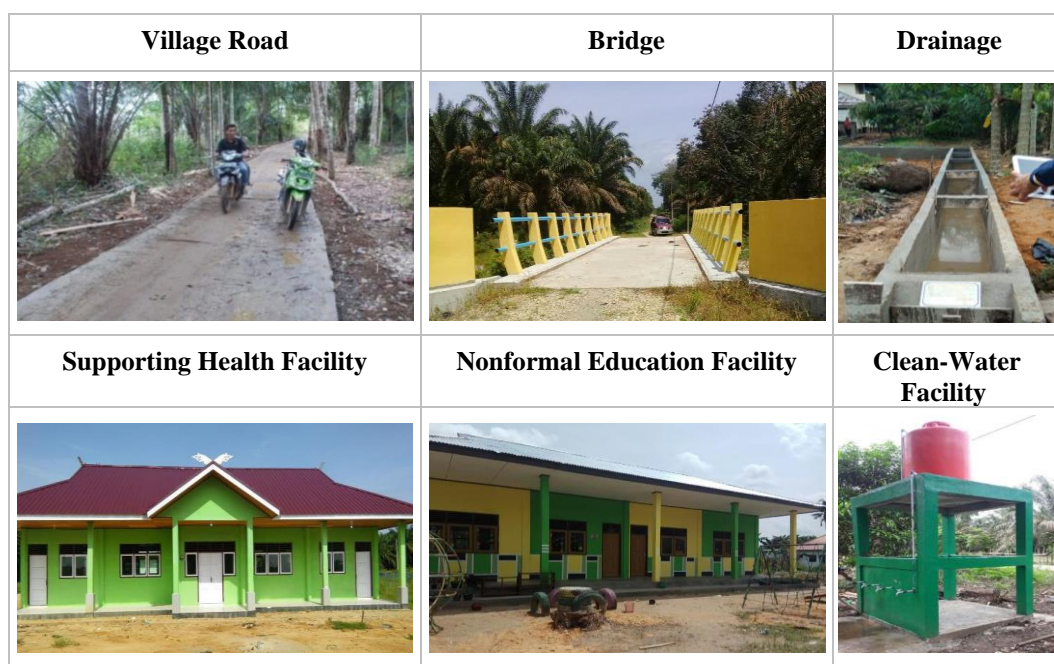 Village Road
Bridge
Drainage
Supporting Health Facility
Nonformal Education Facility
Clean-Water
Facility